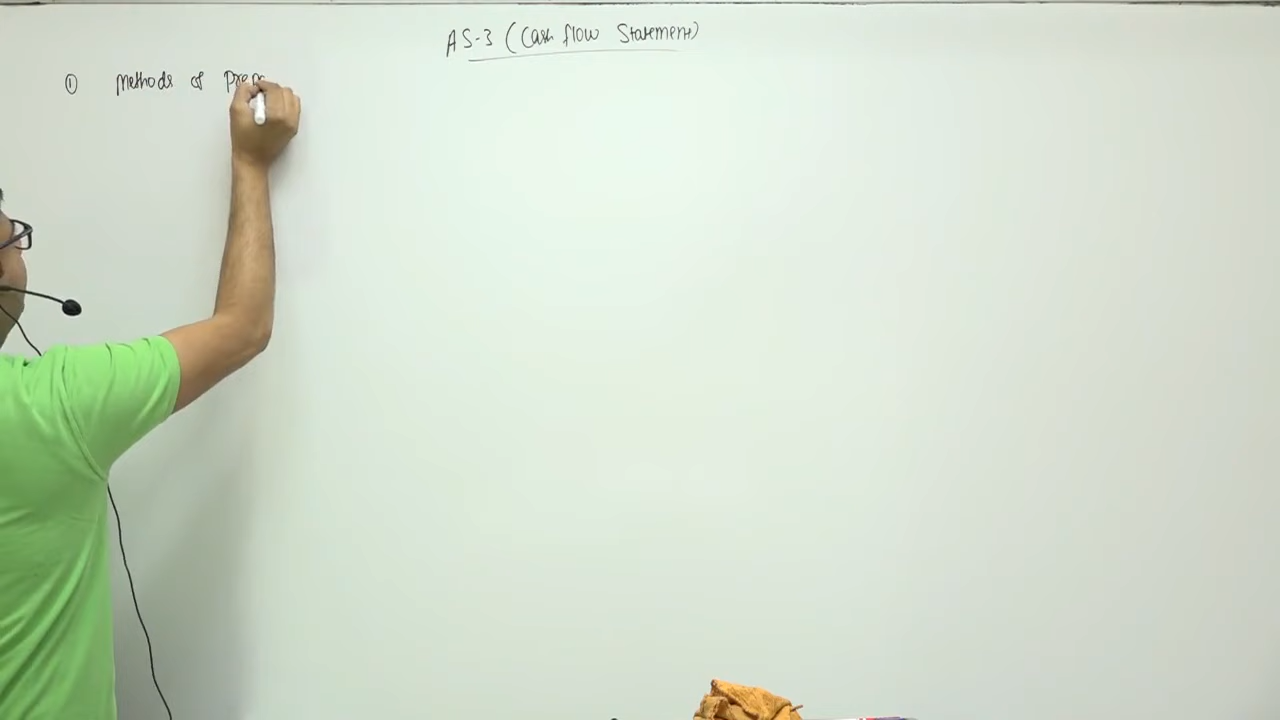 AS-3 (Cash flow Statement)
① Methods of Prep